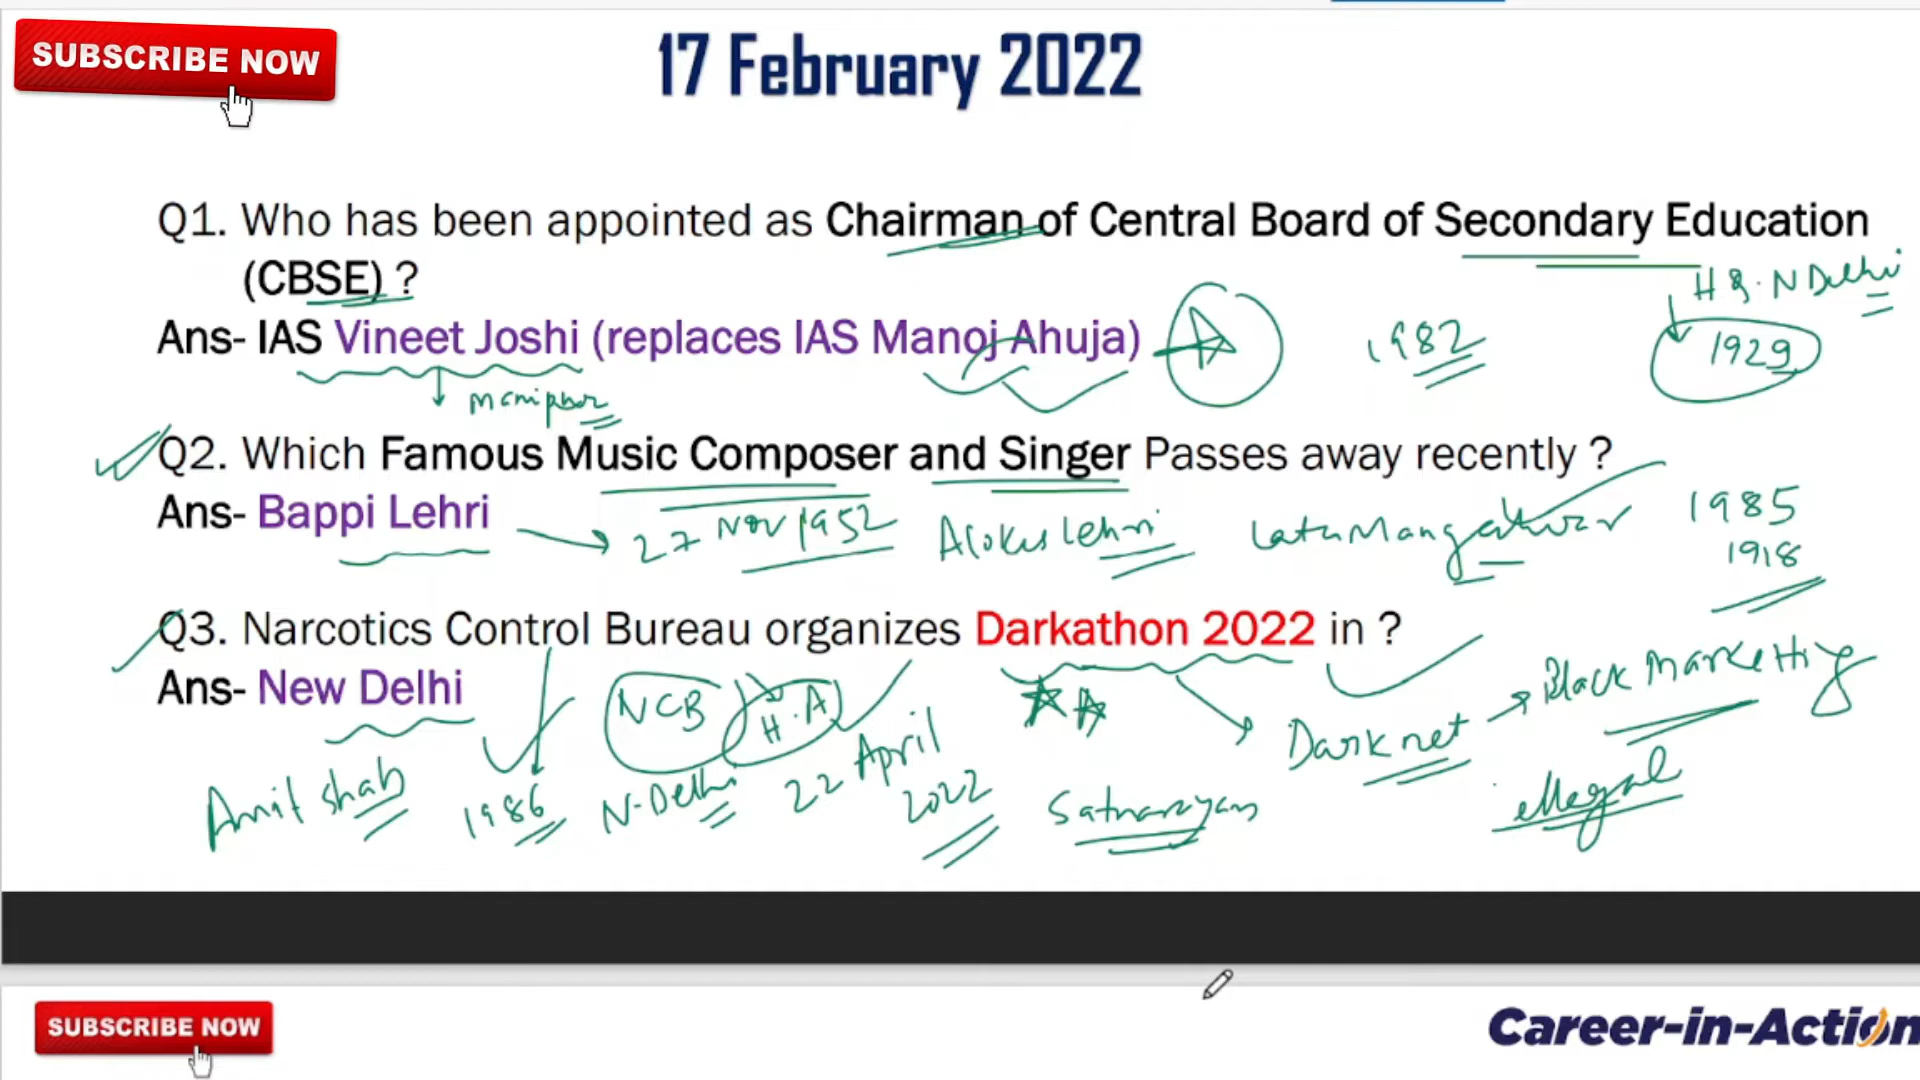 SUBSCRIBE NOW
17 February 2022
Q1. Who has been appointed as Chairman of Central Board of Secondary Education
(CBSE) ?
H Q. N Delhi
Ans- IAS Vineet Joshi (replaces IAS Manoj Ahuja)
1982
1929
Manipbor
Q2. Which Famous Music Composer and Singer Passes away recently ?
Ans- Bappi Lehri
27 Nov 1952
Alokes Lehri
Lata Mangeshwar
1985
1918
Q3. Narcotics Control Bureau organizes Darkathon 2022 in ?
Ans- New Delhi
NCB
H.A
Darknet
Black Marketting
Amit Shah
1986
N-Delhi
22 April
2022
Satnarayan
illegal
SUBSCRIBE NOW
Career-in-Action